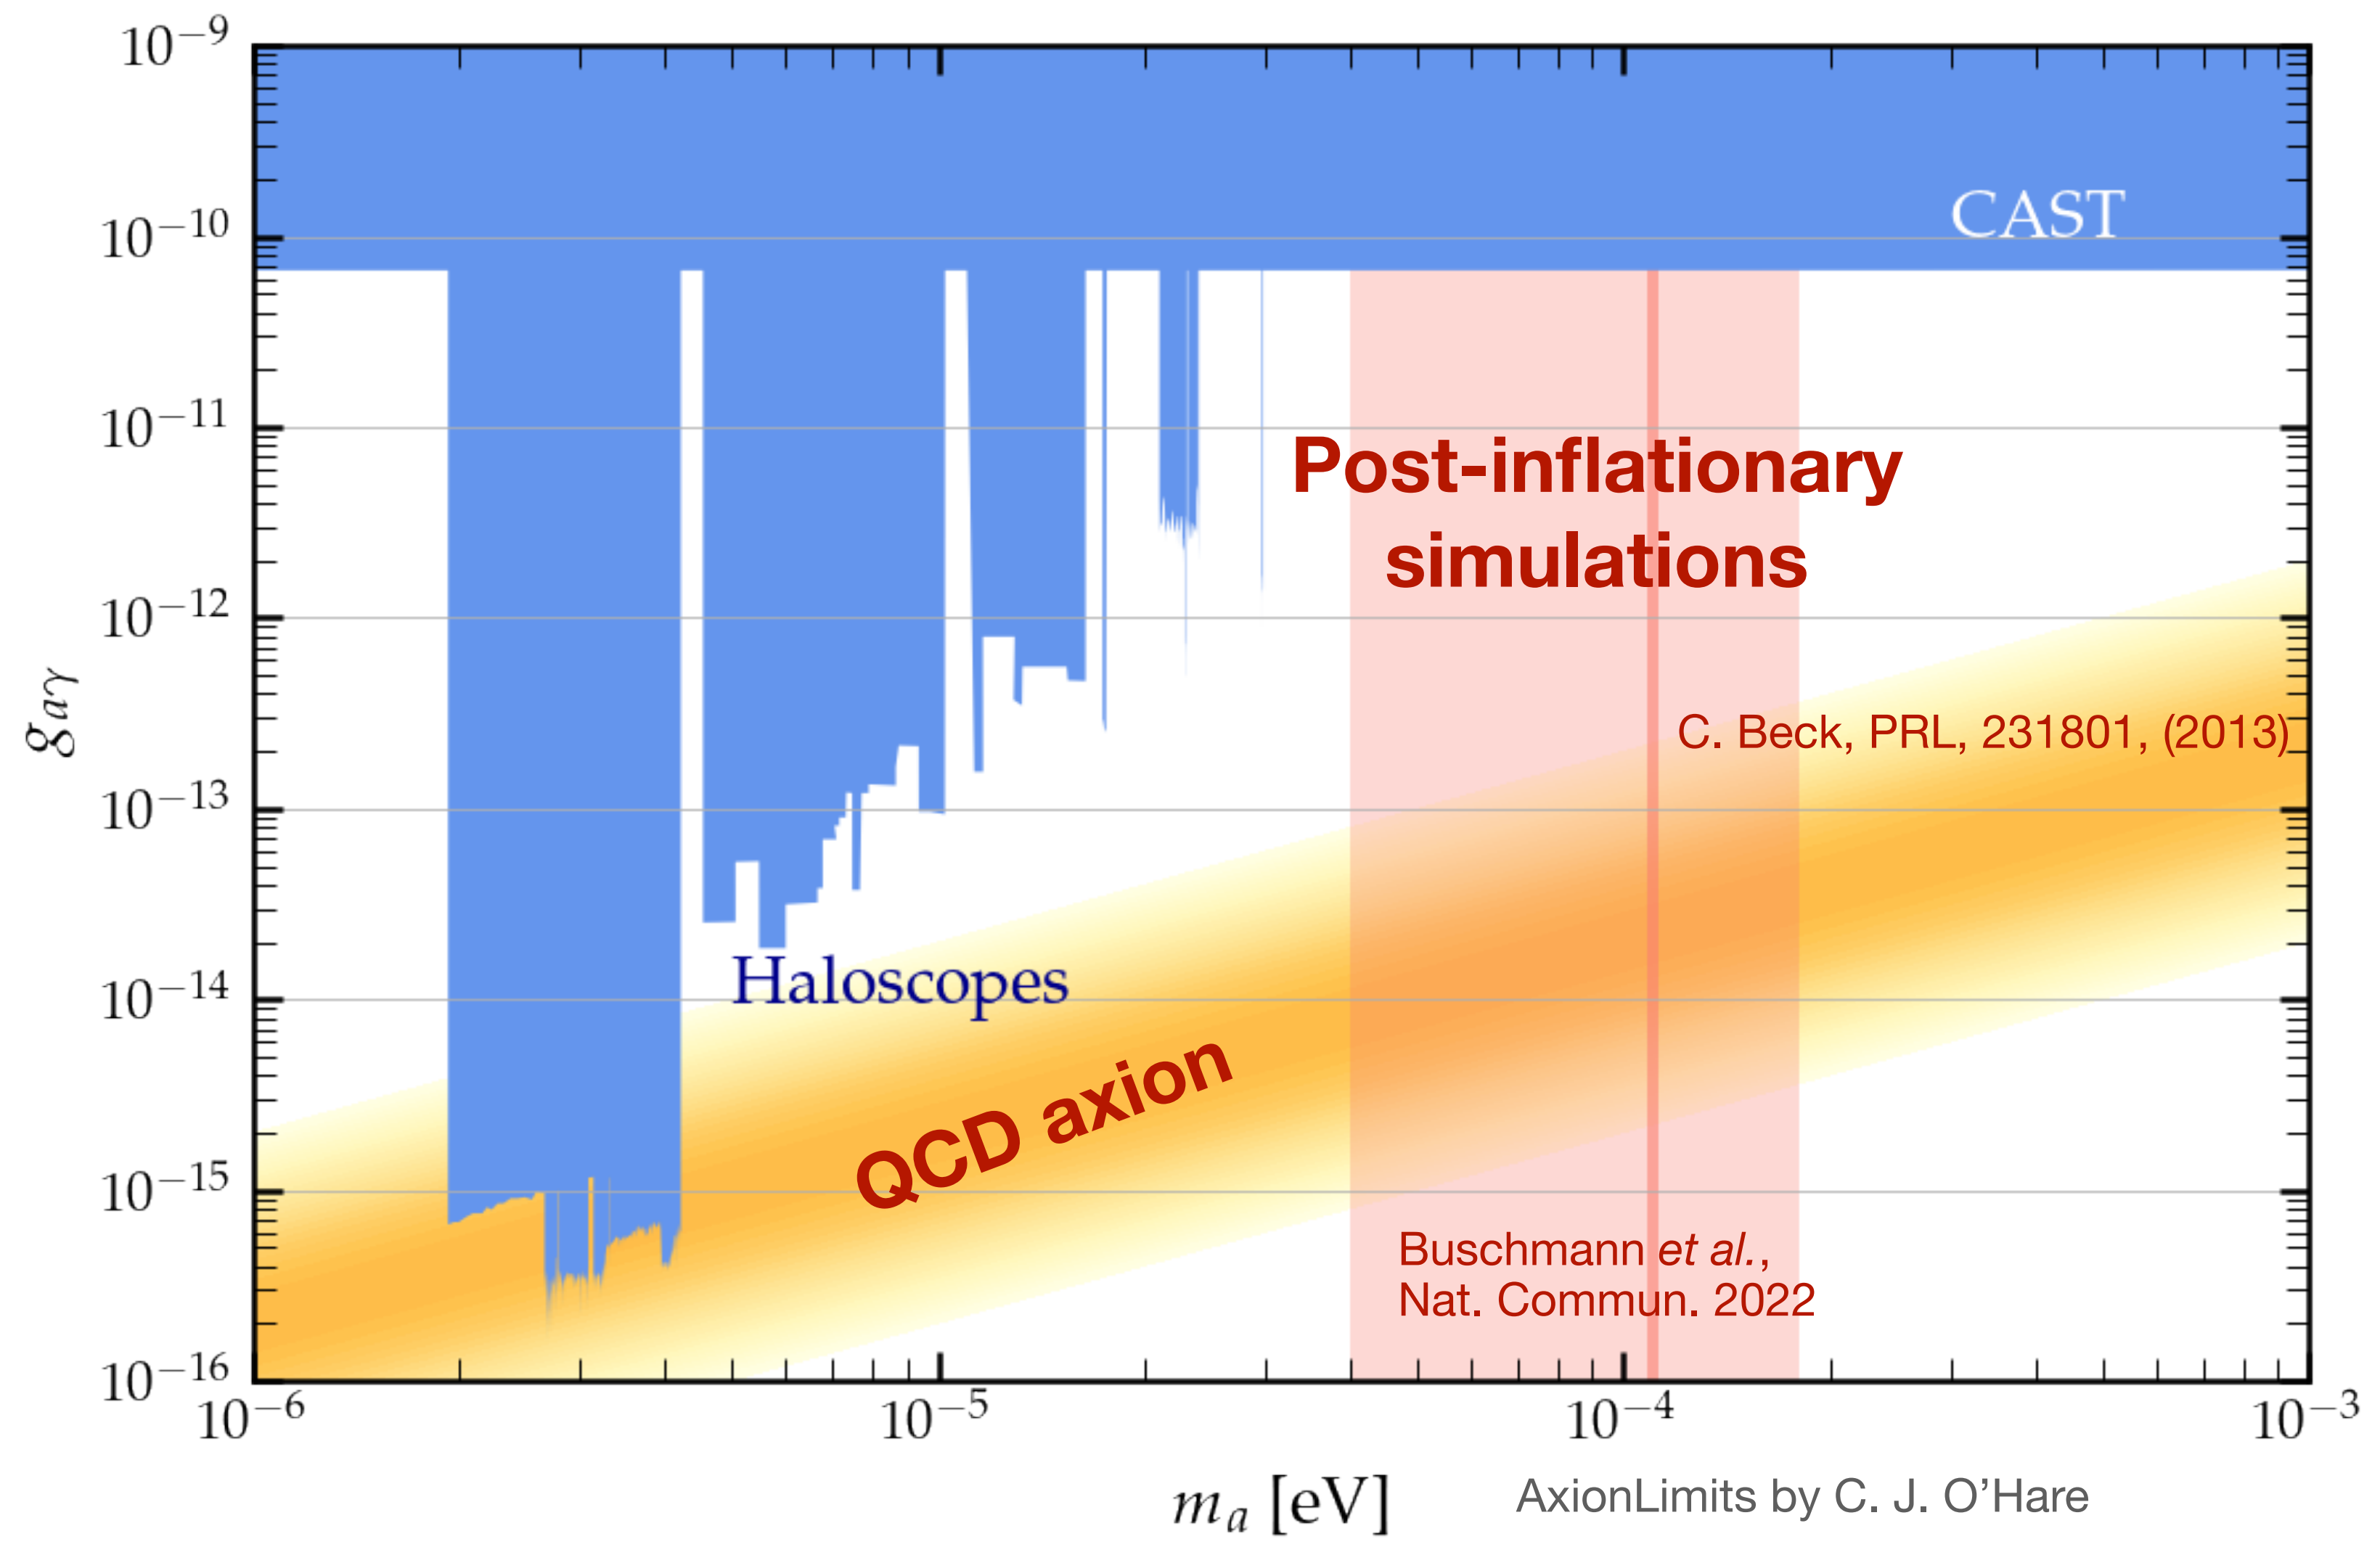 10⁻⁹
10⁻¹⁰
10⁻¹¹
10⁻¹²
10⁻¹³
10⁻¹⁴
10⁻¹⁵
10⁻¹⁶
gₐᵧ
CAST
Post-inflationary
simulations
C. Beck, PRL, 231801, (2013)
Haloscopes
QCD axion
Buschmann et al.,
Nat. Commun. 2022
10⁻⁶
10⁻⁵
10⁻⁴
10⁻³
mₐ [eV]
AxionLimits by C. J. O’Hare